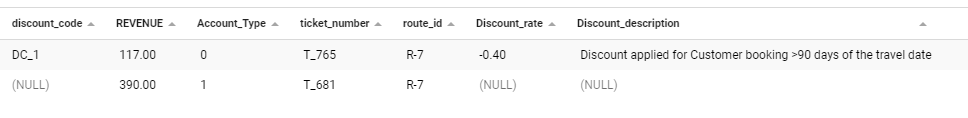 discount_code REVENUE Account_Type ticket_number route_id Discount_rate Discount_description
DC_1 117.00 0 T_765 R-7 -0.40 Discount applied for Customer booking >90 days of the travel date
(NULL) 390.00 1 T_681 R-7 (NULL) (NULL)